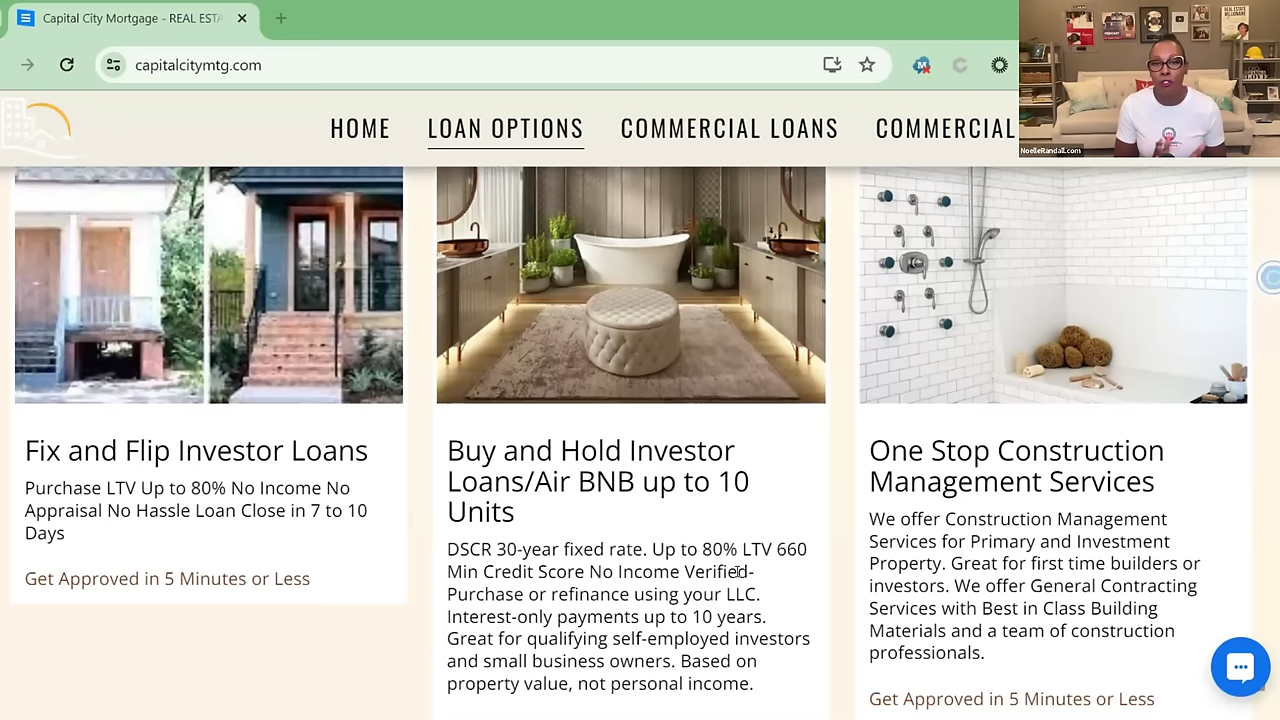 Capital City Mortgage - REAL ESTA
capitalcitymtg.com
NoelleRandall.com
HOME
LOAN OPTIONS
COMMERCIAL LOANS
COMMERCIAL
Fix and Flip Investor Loans
Purchase LTV Up to 80% No Income No
Appraisal No Hassle Loan Close in 7 to 10
Days
Get Approved in 5 Minutes or Less
Buy and Hold Investor
Loans/Air BNB up to 10
Units
DSCR 30-year fixed rate. Up to 80% LTV 660
Min Credit Score No Income Verified-
Purchase or refinance using your LLC.
Interest-only payments up to 10 years.
Great for qualifying self-employed investors
and small business owners. Based on
property value, not personal income.
One Stop Construction
Management Services
We offer Construction Management
Services for Primary and Investment
Property. Great for first time builders or
investors. We offer General Contracting
Services with Best in Class Building
Materials and a team of construction
professionals.
Get Approved in 5 Minutes or Less